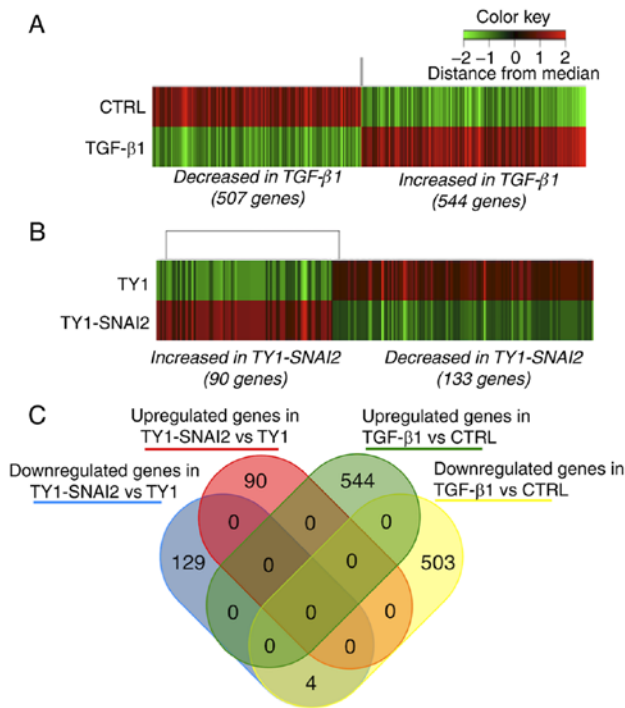 A
Color key
−2 −1 0 1 2
Distance from median
CTRL
TGF-β1
Decreased in TGF-β1
(507 genes)
Increased in TGF-β1
(544 genes)
B
TY1
TY1-SNAI2
Increased in TY1-SNAI2
(90 genes)
Decreased in TY1-SNAI2
(133 genes)
C
Upregulated genes in
TY1-SNAI2 vs TY1
Upregulated genes in
TGF-β1 vs CTRL
Downregulated genes in
TY1-SNAI2 vs TY1
Downregulated genes in
TGF-β1 vs CTRL
90
544
0
0
0
129
0
0
503
0
0
0
0
0
4